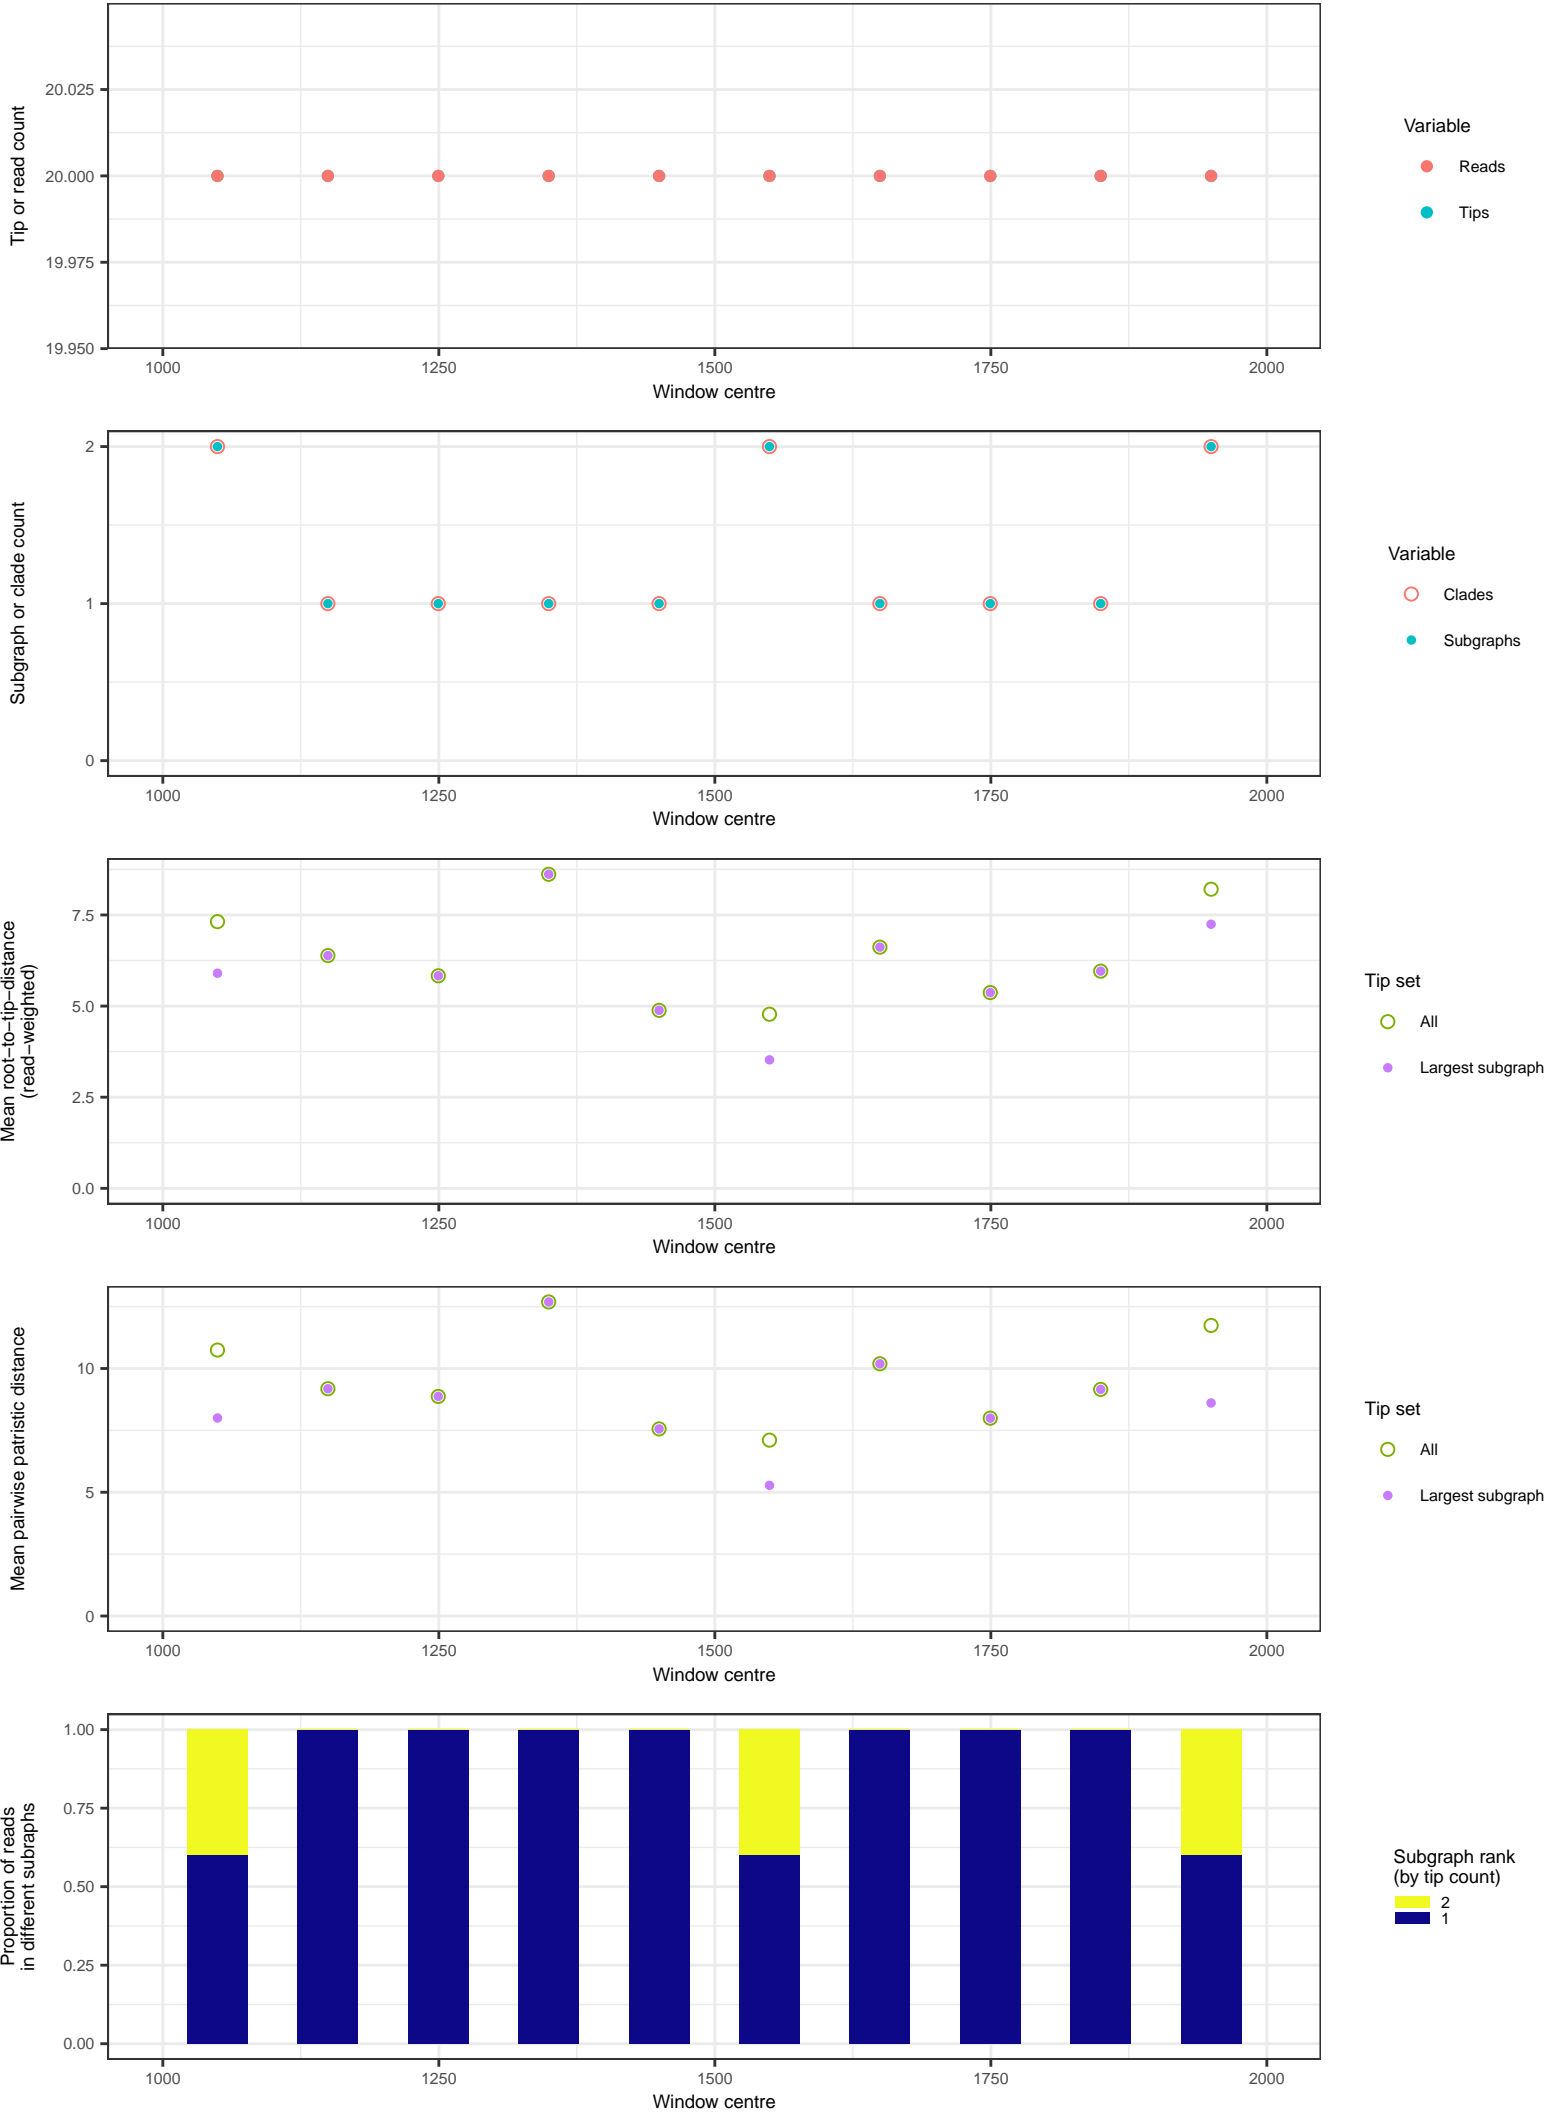 Tip or read count
20.025
20.000
19.975
19.950
1000 1250 1500 1750 2000
Window centre
Variable
Reads
Tips
Subgraph or clade count
2
1
0
1000 1250 1500 1750 2000
Window centre
Variable
Clades
Subgraphs
Mean root−to−tip−distance
(read−weighted)
7.5
5.0
2.5
0.0
1000 1250 1500 1750 2000
Window centre
Tip set
All
Largest subgraph
Mean pairwise patristic distance
10
5
0
1000 1250 1500 1750 2000
Window centre
Tip set
All
Largest subgraph
Proportion of reads
in different subraphs
1.00
0.75
0.50
0.25
0.00
1000 1250 1500 1750 2000
Window centre
Subgraph rank
(by tip count)
2
1